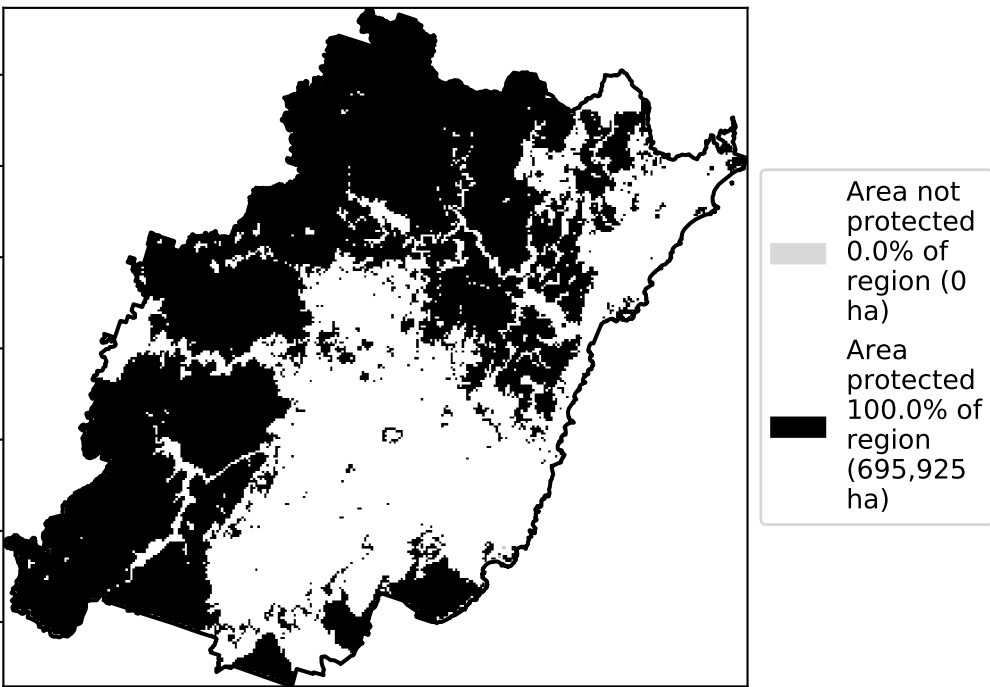 Area not
protected
0.0% of
region (0
ha)
Area
protected
100.0% of
region
(695,925
ha)